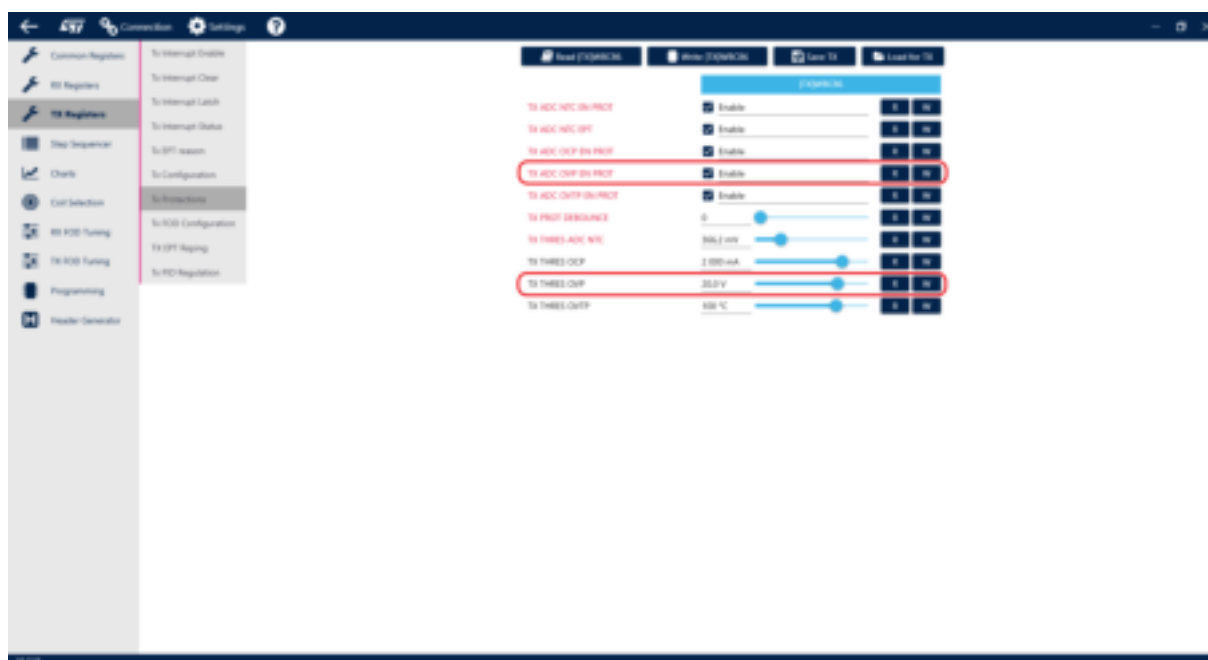 Connection Settings
Common Registers
RX Registers
TX Registers
Step Sequencer
Charts
Coil Selection
RX FOD Tuning
TX FOD Tuning
Programming
Header Generator
Tx Interrupt Enable
Tx Interrupt Clear
Tx Interrupt Latch
Tx Interrupt Status
Tx EPT reason
Tx Configuration
Tx Protections
Tx FOD Configuration
TX EPT Reping
Tx PID Regulation
Save TX Load for TX
TX ADC NTC EN PROT Enable R W
TX ADC NTC EPT Enable R W
TX ADC OCP EN PROT Enable R W
TX ADC OVP EN PROT Enable R W
TX ADC OVTP EN PROT Enable R W
TX PROT DEBOUNCE 0 R W
TX THRES ADC NTC R W
TX THRES OCP 2 000 mA R W
TX THRES OVP 20.0 V R W
TX THRES OVTP 100 °C R W